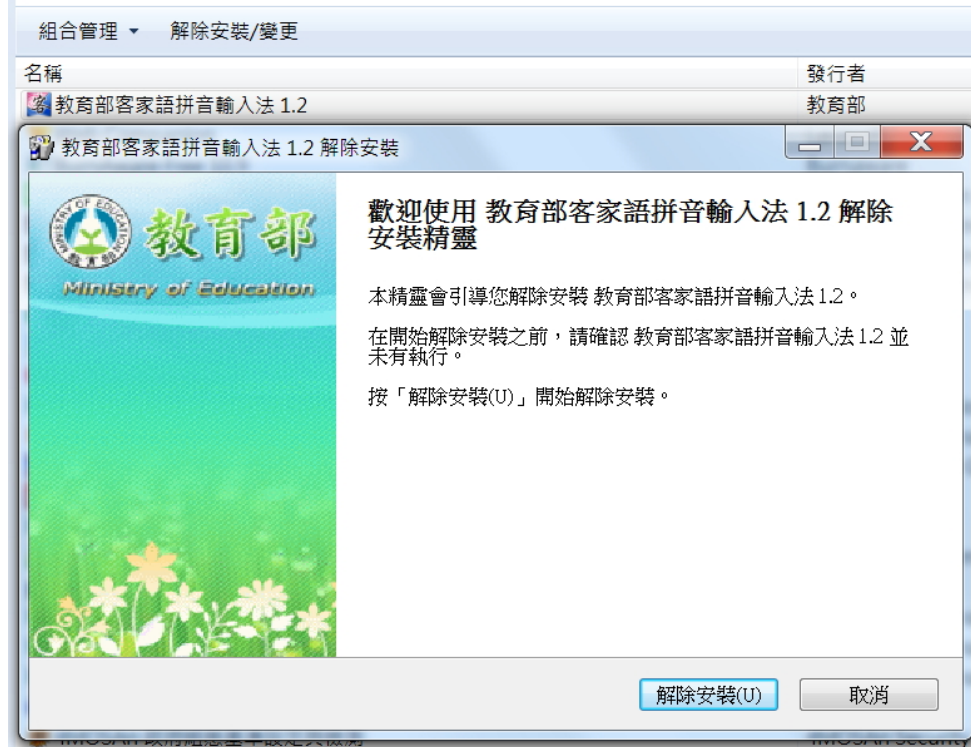 組合管理 解除安裝/變更
名稱 發行者
教育部客家語拼音輸入法 1.2 教育部
教育部客家語拼音輸入法 1.2 解除安裝
MINISTRY OF EDUCATION
教育部
教育部
Ministry of Education
歡迎使用 教育部客家語拼音輸入法 1.2 解除
安裝精靈
本精靈會引導您解除安裝 教育部客家語拼音輸入法 1.2。
在開始解除安裝之前，請確認 教育部客家語拼音輸入法 1.2 並
未有執行。
按「解除安裝(U)」開始解除安裝。
解除安裝(U) 取消